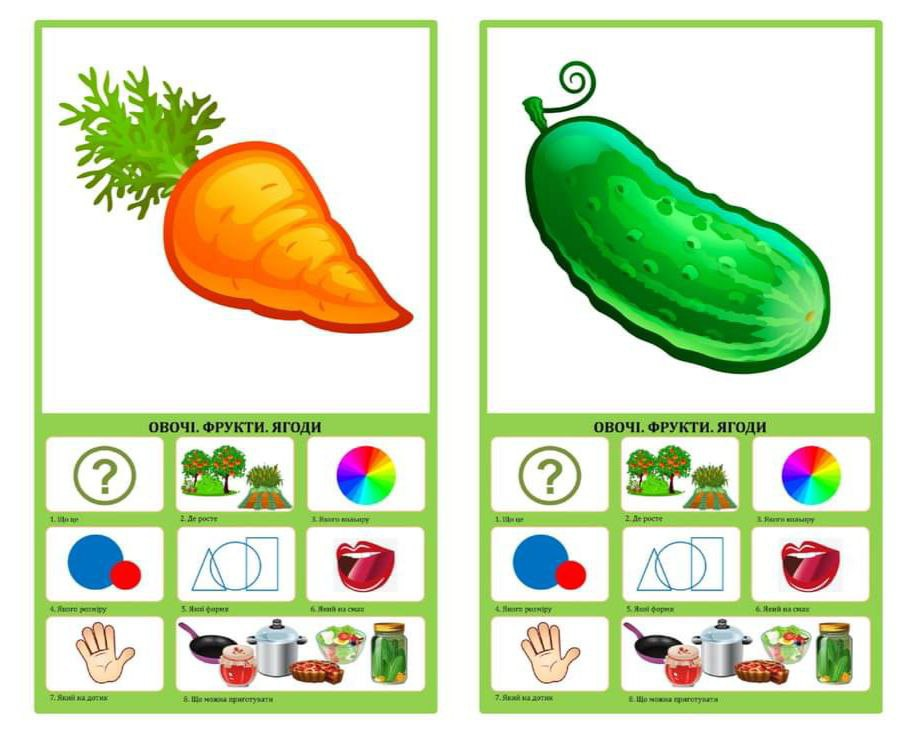 ОВОЧІ. ФРУКТИ. ЯГОДИ
?
1. Що це
2. Де росте
3. Якого кольору
4. Якого розміру
5. Якої форми
6. Який на смак
7. Який на дотик
8. Що можна приготувати
ОВОЧІ. ФРУКТИ. ЯГОДИ
?
1. Що це
2. Де росте
3. Якого кольору
4. Якого розміру
5. Якої форми
6. Який на смак
7. Який на дотик
8. Що можна приготувати